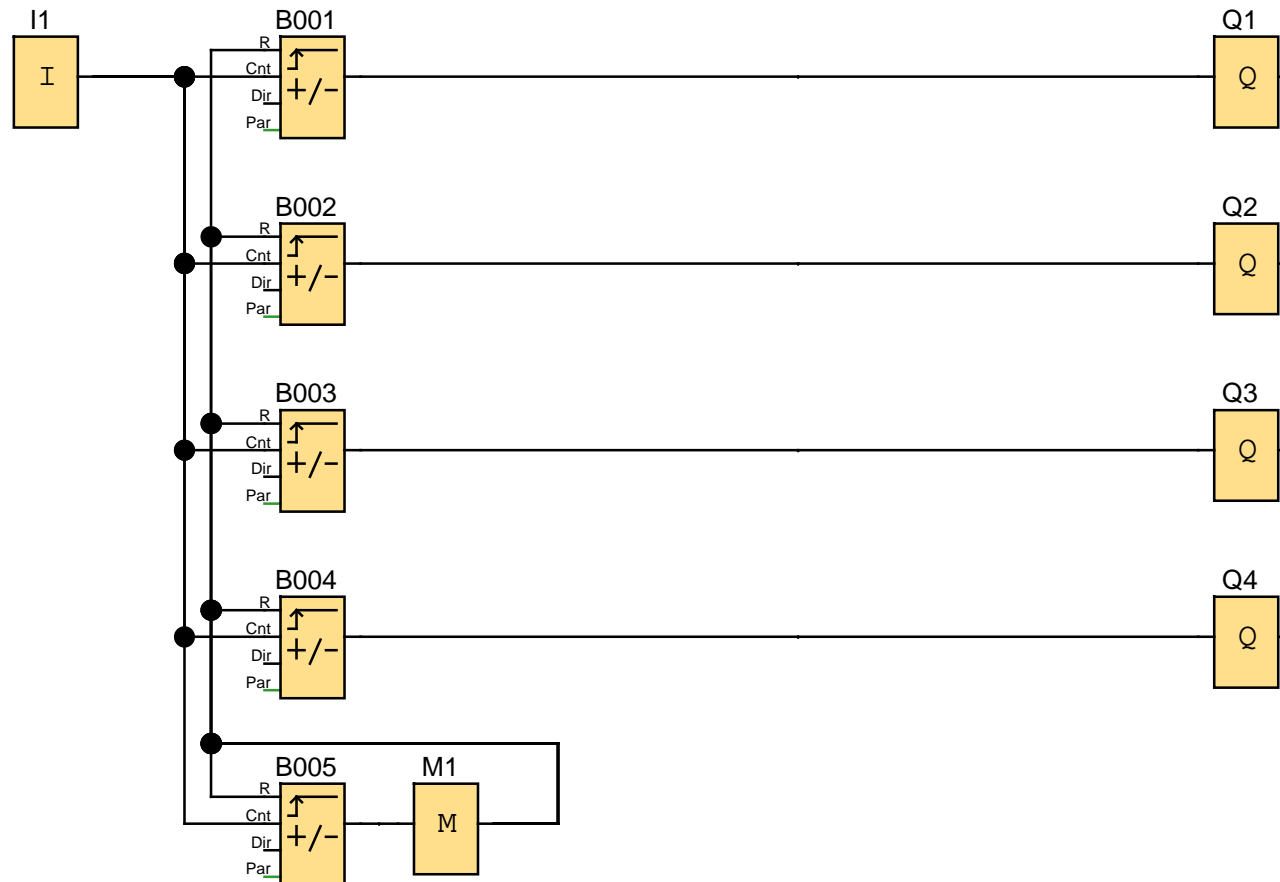 I1
I
B001
R
Cnt
Dir
Par
+/-
Q1
Q
B002
R
Cnt
Dir
Par
+/-
Q2
Q
B003
R
Cnt
Dir
Par
+/-
Q3
Q
B004
R
Cnt
Dir
Par
+/-
Q4
Q
B005
R
Cnt
Dir
Par
+/-
M1
M